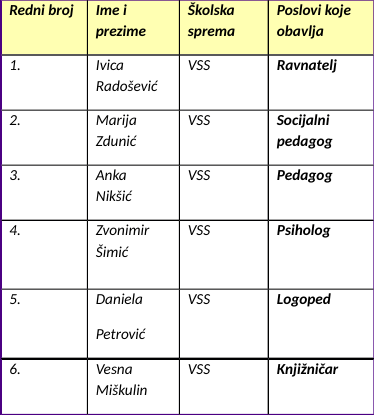 Redni broj Ime i prezime Školska sprema Poslovi koje obavlja
1. Ivica Radošević VSS Ravnatelj
2. Marija Zdunić VSS Socijalni pedagog
3. Anka Nikšić VSS Pedagog
4. Zvonimir Šimić VSS Psiholog
5. Daniela Petrović VSS Logoped
6. Vesna Miškulin VSS Knjižničar